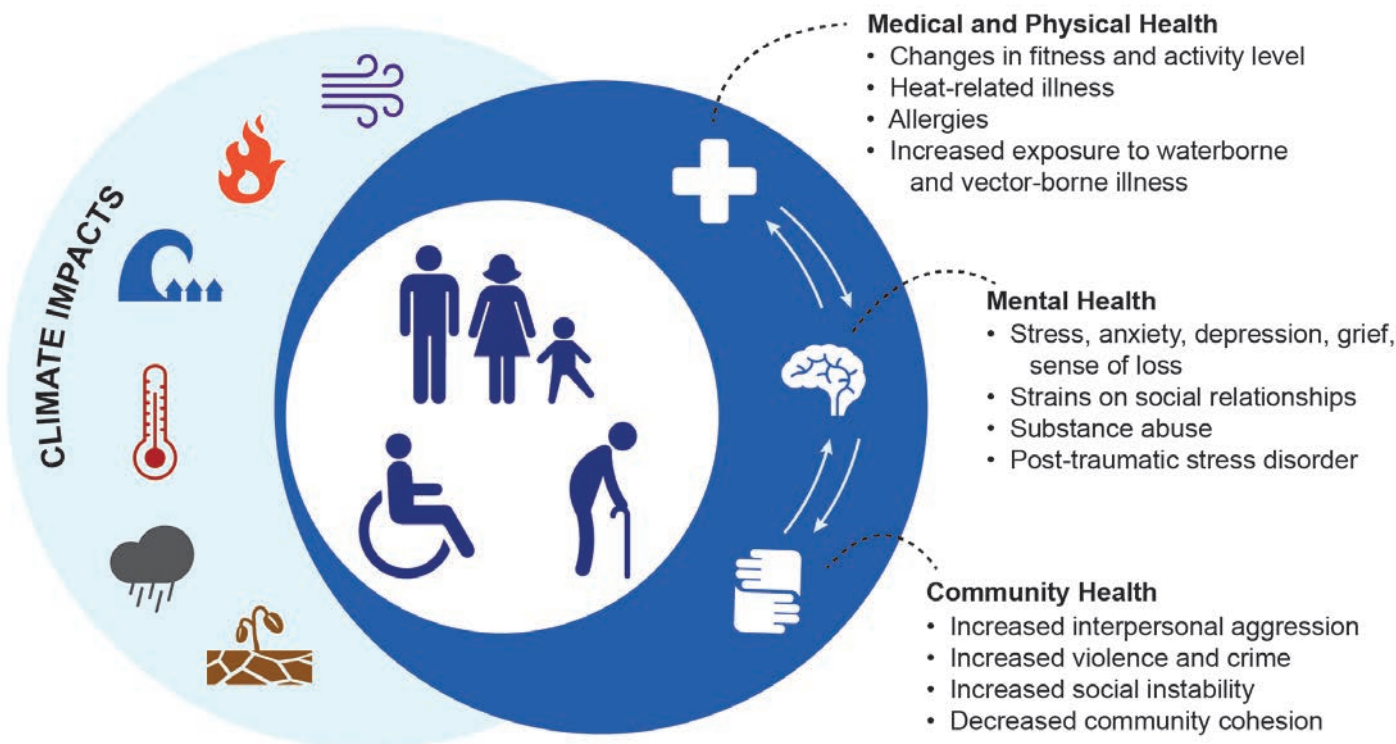 CLIMATE IMPACTS
Medical and Physical Health
• Changes in fitness and activity level
• Heat-related illness
• Allergies
• Increased exposure to waterborne
and vector-borne illness
Mental Health
• Stress, anxiety, depression, grief,
sense of loss
• Strains on social relationships
• Substance abuse
• Post-traumatic stress disorder
Community Health
• Increased interpersonal aggression
• Increased violence and crime
• Increased social instability
• Decreased community cohesion